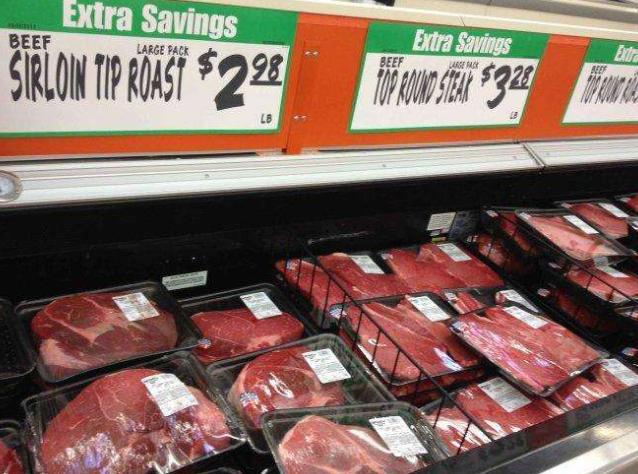 Extra Savings
BEEF
LARGE PACK
SIRLOIN TIP ROAST $2.98
LB
Extra Savings
BEEF
LARGE PACK
TOP ROUND STEAK $3.28
LB
Extra
BEEF
TOP ROUND